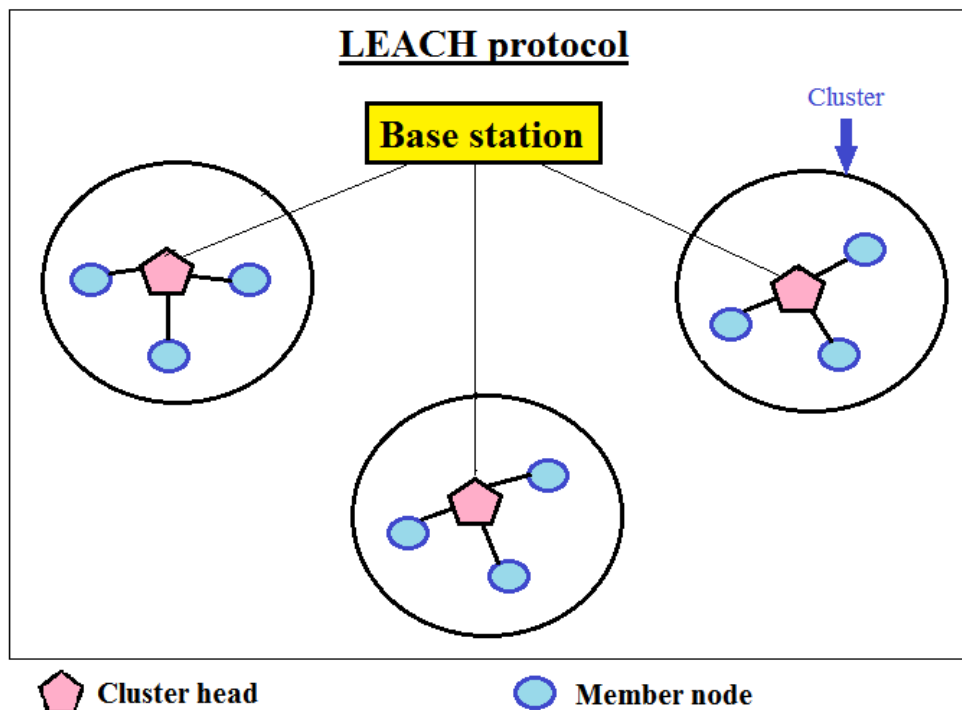 LEACH protocol
Cluster
Base station
Cluster head
Member node